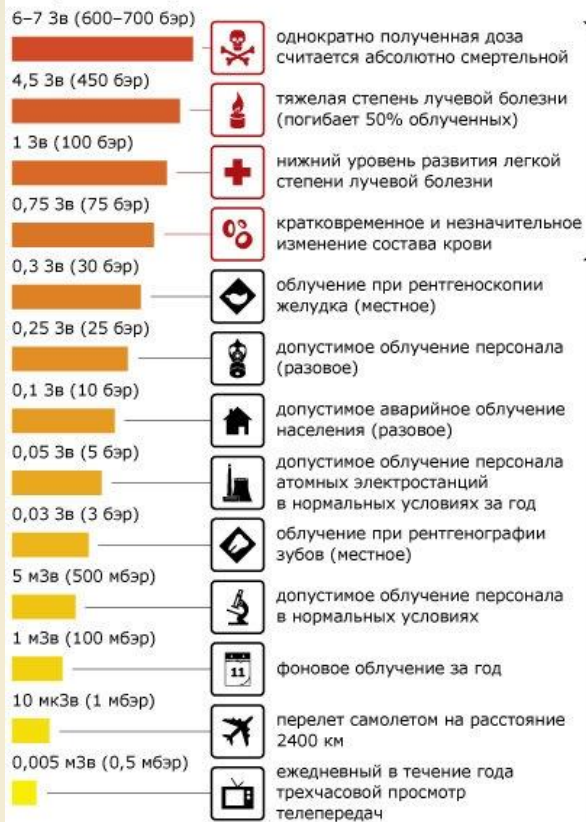 6–7 Зв (600–700 бэр)
однократно полученная доза
считается абсолютно смертельной
4,5 Зв (450 бэр)
тяжелая степень лучевой болезни
(погибает 50% облученных)
1 Зв (100 бэр)
нижний уровень развития легкой
степени лучевой болезни
0,75 Зв (75 бэр)
кратковременное и незначительное
изменение состава крови
0,3 Зв (30 бэр)
облучение при рентгеноскопии
желудка (местное)
0,25 Зв (25 бэр)
допустимое облучение персонала
(разовое)
0,1 Зв (10 бэр)
допустимое аварийное облучение
населения (разовое)
0,05 Зв (5 бэр)
допустимое облучение персонала
атомных электростанций
в нормальных условиях за год
0,03 Зв (3 бэр)
облучение при рентгенографии
зубов (местное)
5 мЗв (500 мбэр)
допустимое облучение персонала
в нормальных условиях
1 мЗв (100 мбэр)
11
фоновое облучение за год
10 мкЗв (1 мбэр)
перелет самолетом на расстояние
2400 км
0,005 мЗв (0,5 мбэр)
ежедневный в течение года
трехчасовой просмотр
телепередач